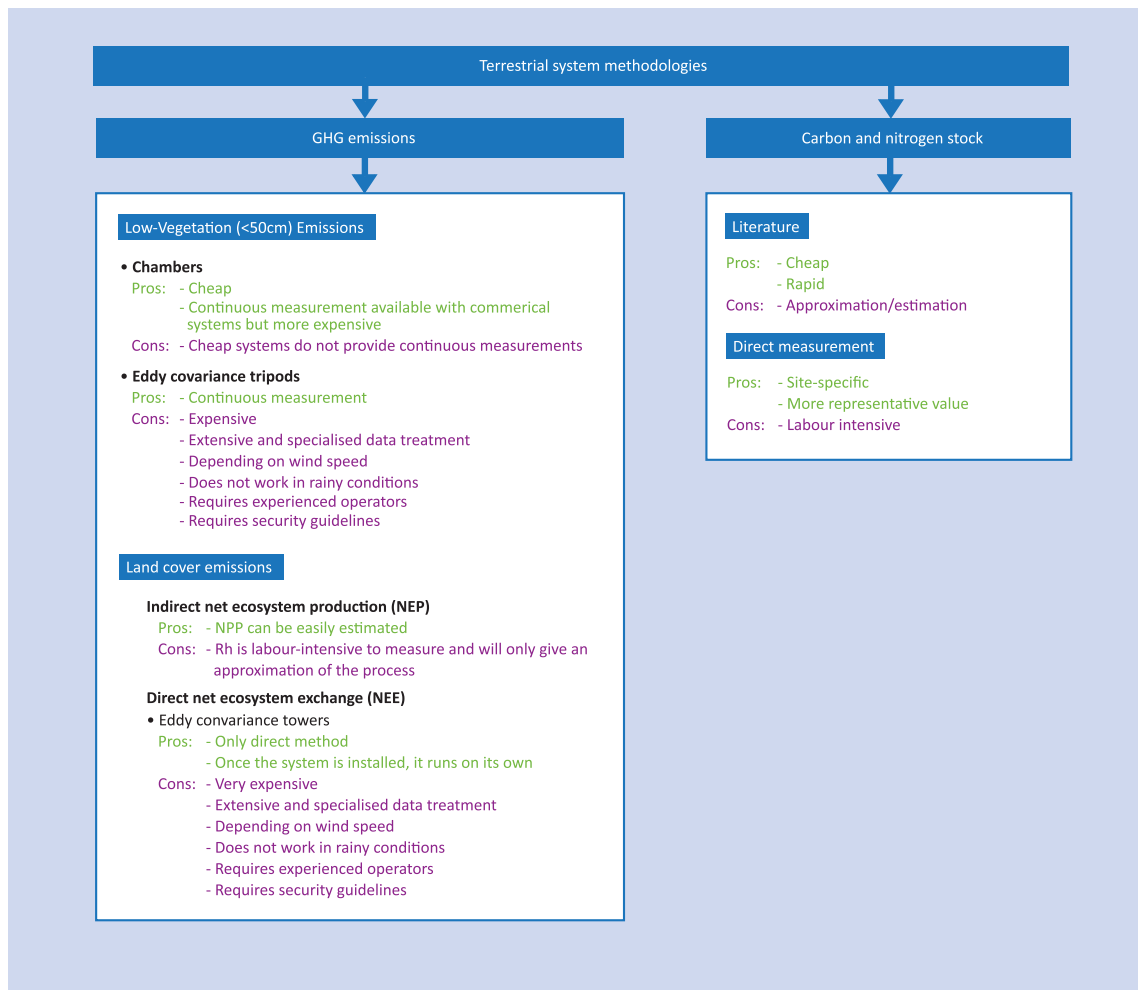 Terrestrial system methodologies
GHG emissions
Low-Vegetation (<50cm) Emissions
• Chambers
Pros: - Cheap
- Continuous measurement available with commerical
systems but more expensive
Cons: - Cheap systems do not provide continuous measurements
• Eddy covariance tripods
Pros: - Continuous measurement
Cons: - Expensive
- Extensive and specialised data treatment
- Depending on wind speed
- Does not work in rainy conditions
- Requires experienced operators
- Requires security guidelines
Land cover emissions
Indirect net ecosystem production (NEP)
Pros: - NPP can be easily estimated
Cons: - Rh is labour-intensive to measure and will only give an
approximation of the process
Direct net ecosystem exchange (NEE)
• Eddy convariance towers
Pros: - Only direct method
- Once the system is installed, it runs on its own
Cons: - Very expensive
- Extensive and specialised data treatment
- Depending on wind speed
- Does not work in rainy conditions
- Requires experienced operators
- Requires security guidelines
Carbon and nitrogen stock
Literature
Pros: - Cheap
- Rapid
Cons: - Approximation/estimation
Direct measurement
Pros: - Site-specific
- More representative value
Cons: - Labour intensive